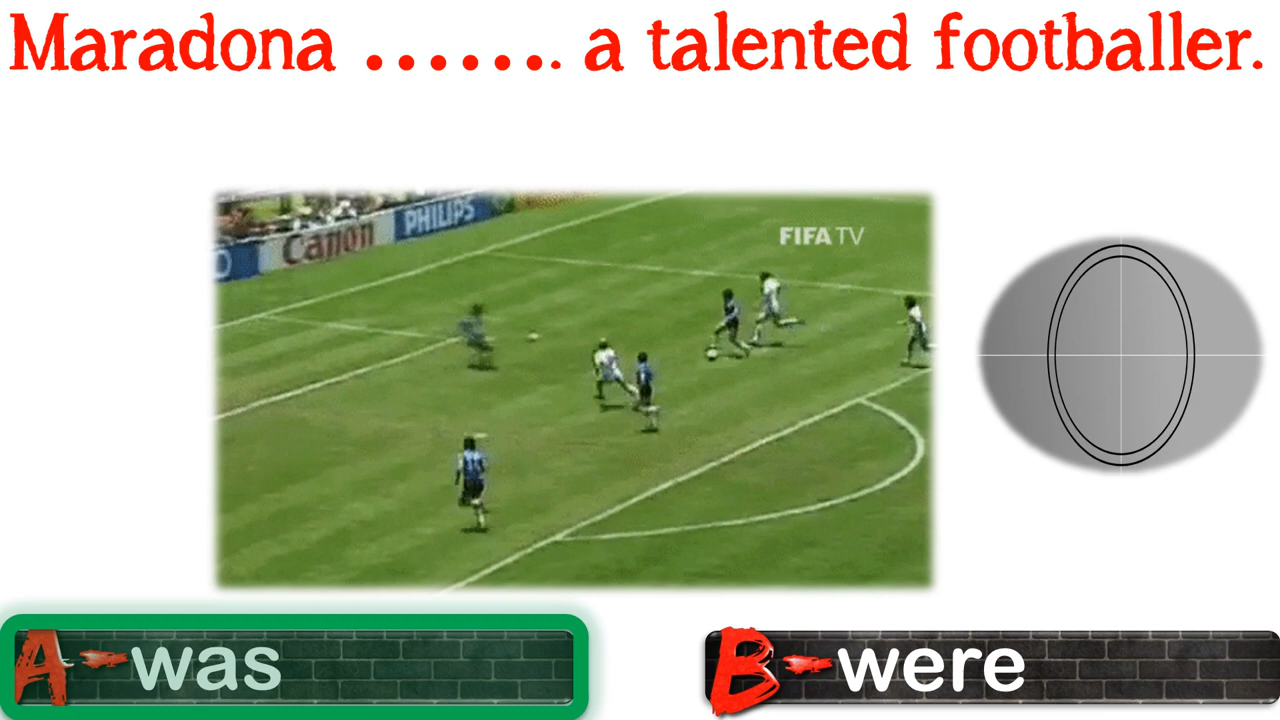 Maradona ……. a talented footballer.
PHILIPS
Canon
FIFA TV
A-was
B-were